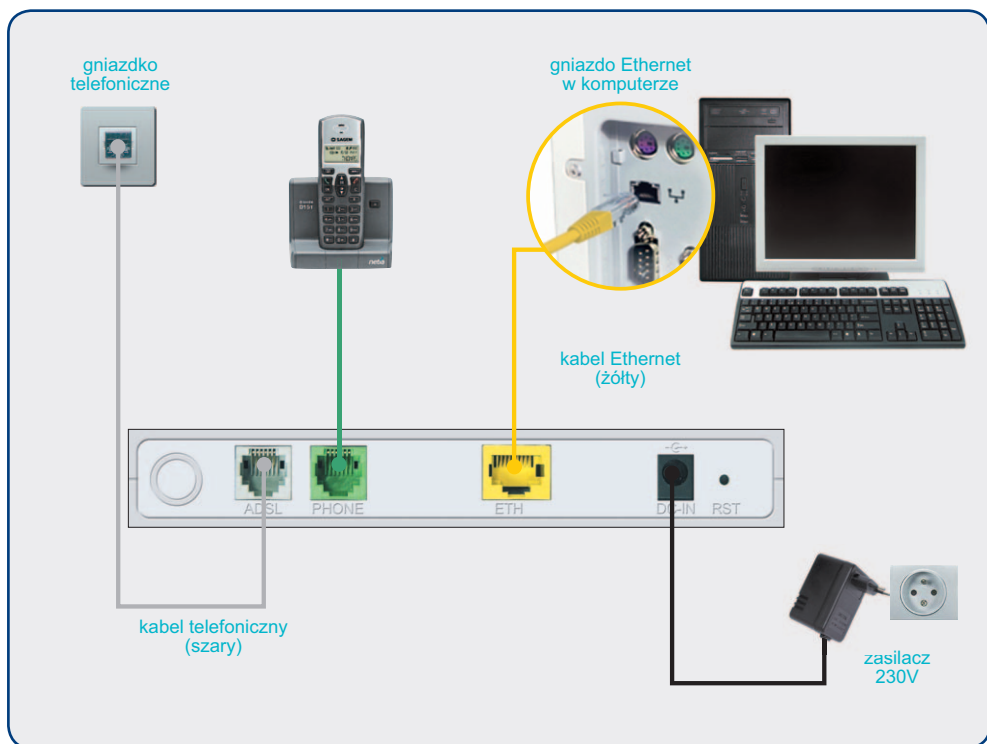 gniazdko
telefoniczne
gniazdo Ethernet
w komputerze
SAGEM
kabel Ethernet
(żółty)
ADSL
PHONE
ETH
DC-IN
RST
kabel telefoniczny
(szary)
zasilacz
230V